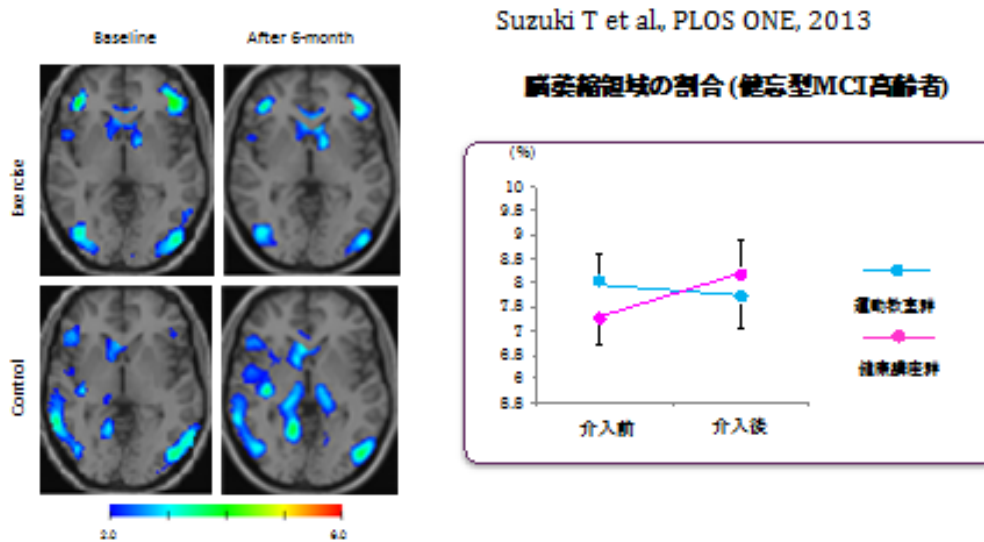 Suzuki T et al., PLOS ONE, 2013
Baseline
After 6-month
Exercise
Control
2.0
6.0
脳萎縮領域の割合 (健忘型MCI高齢者)
(%)
10
9.5
9
8.5
8
7.5
7
6.5
6
5.5
介入前
介入後
運動教室群
健康講座群